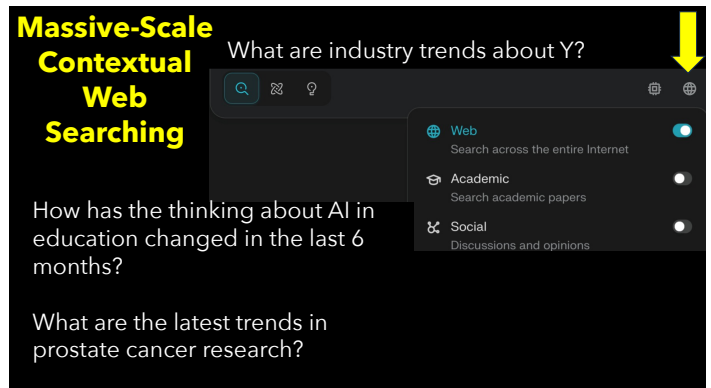 Massive-Scale
Contextual
Web
Searching
What are industry trends about Y?
Web
Search across the entire Internet
Academic
Search academic papers
Social
Discussions and opinions
How has the thinking about AI in
education changed in the last 6
months?
What are the latest trends in
prostate cancer research?